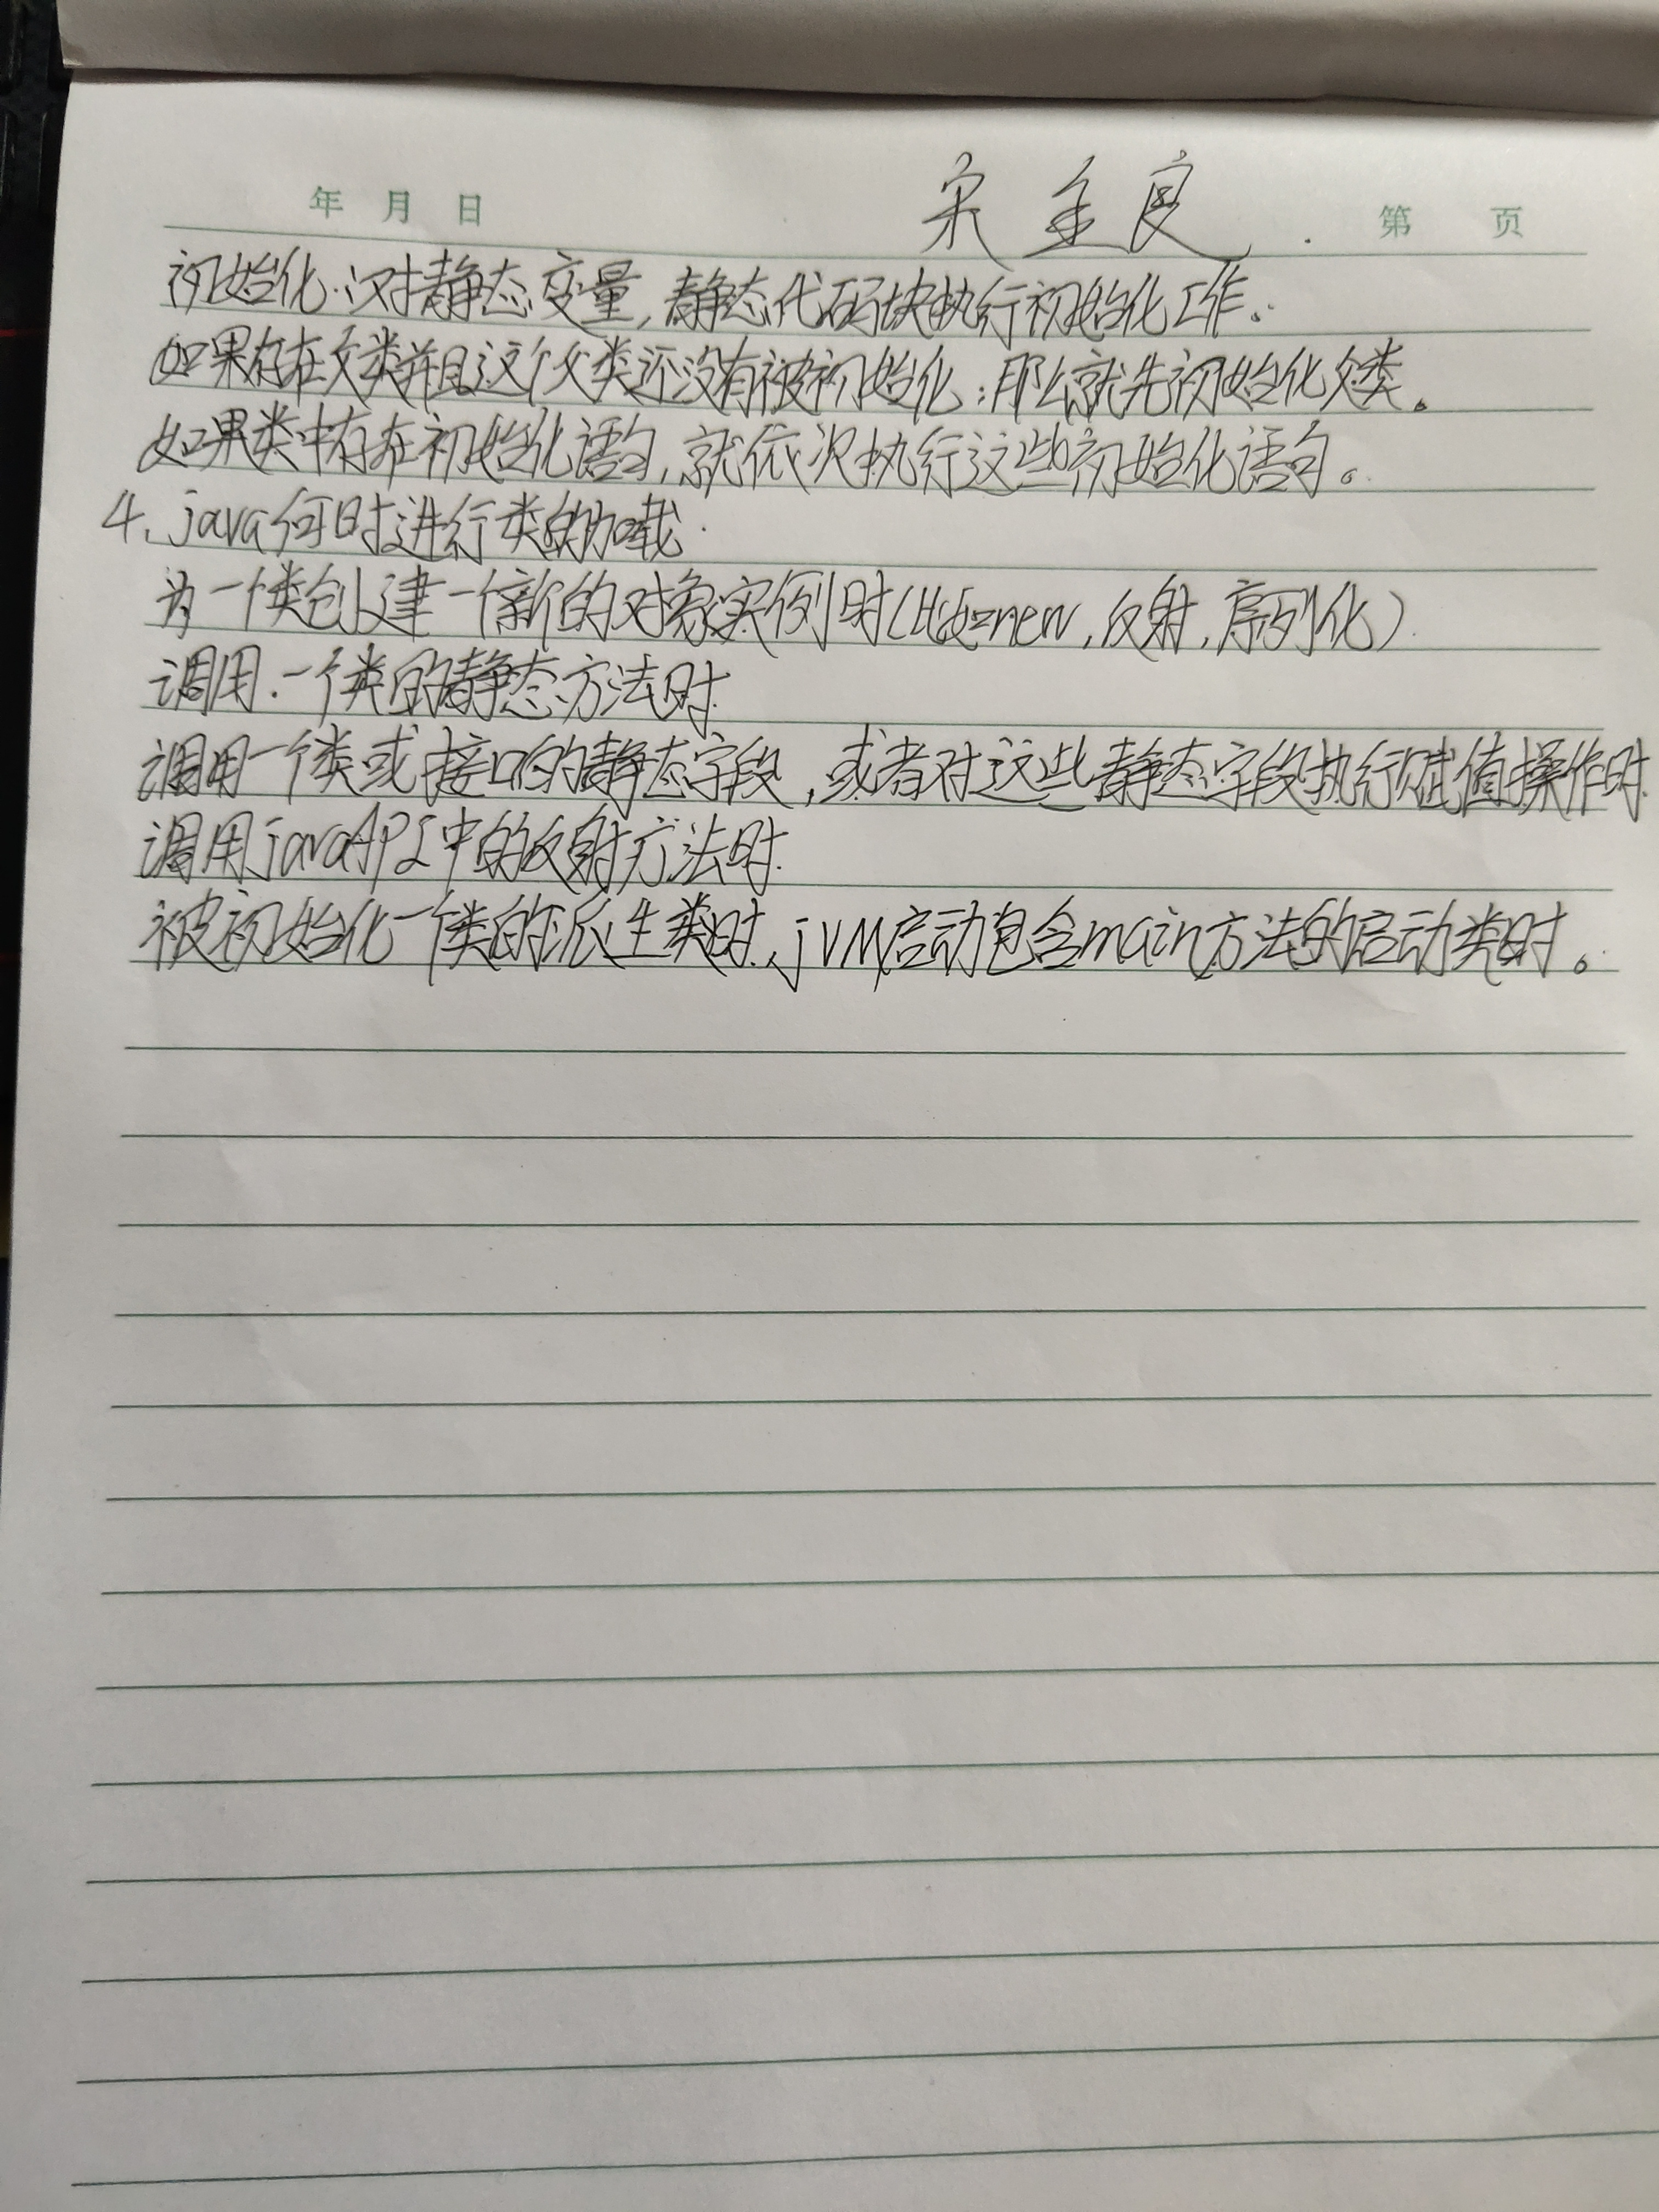 年 月 日 宋 良 第 页
初始化:对静态变量,静态代码块执行初始化工作。
如果存在父类并且这个父类还没有被初始化;那么就先初始化父类。
如果类中存在初始化语句,就依次执行这些初始化语句。
4、java何时进行类的加载
为一个类创建一个新的对象实例时(new,反射,序列化)
调用一个类的静态方法时
调用一个类或接口的静态字段,或者对这些静态字段执行赋值操作时
调用javaAPI中的反射方法时
被初始化一个类的派生类时,jVM启动包含main方法的启动类时。